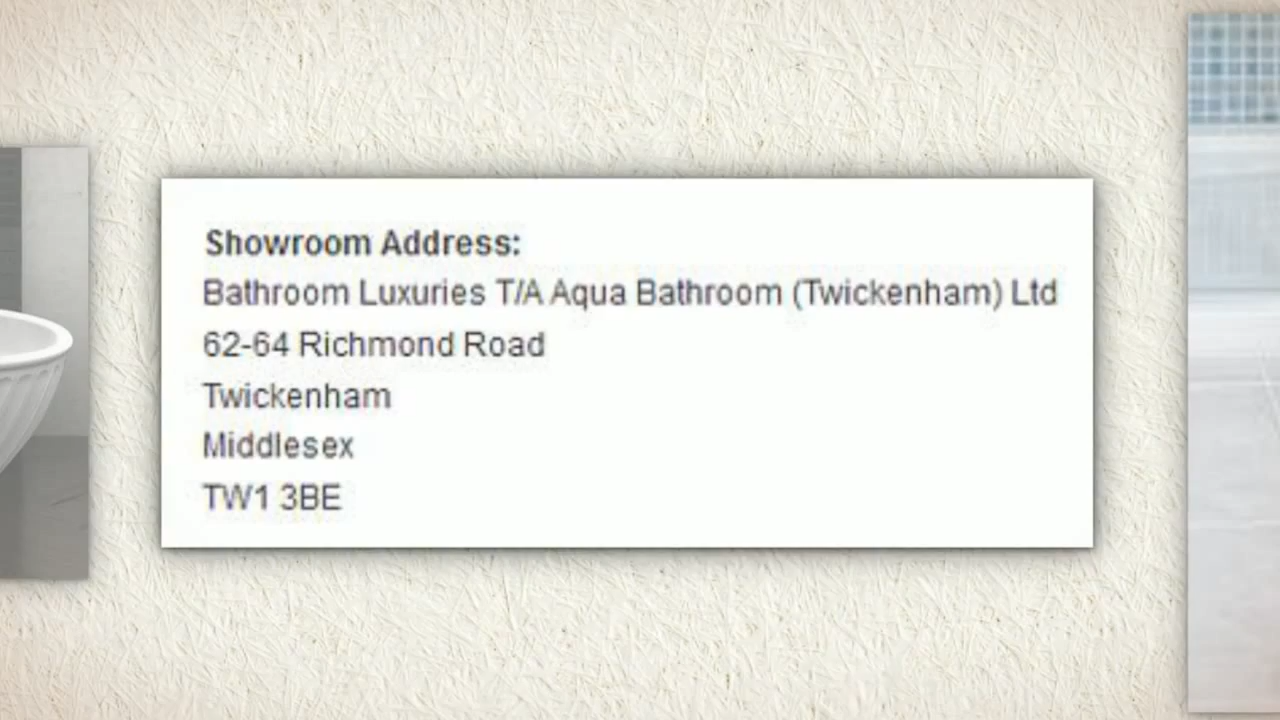 Showroom Address:
Bathroom Luxuries T/A Aqua Bathroom (Twickenham) Ltd
62-64 Richmond Road
Twickenham
Middlesex
TW1 3BE